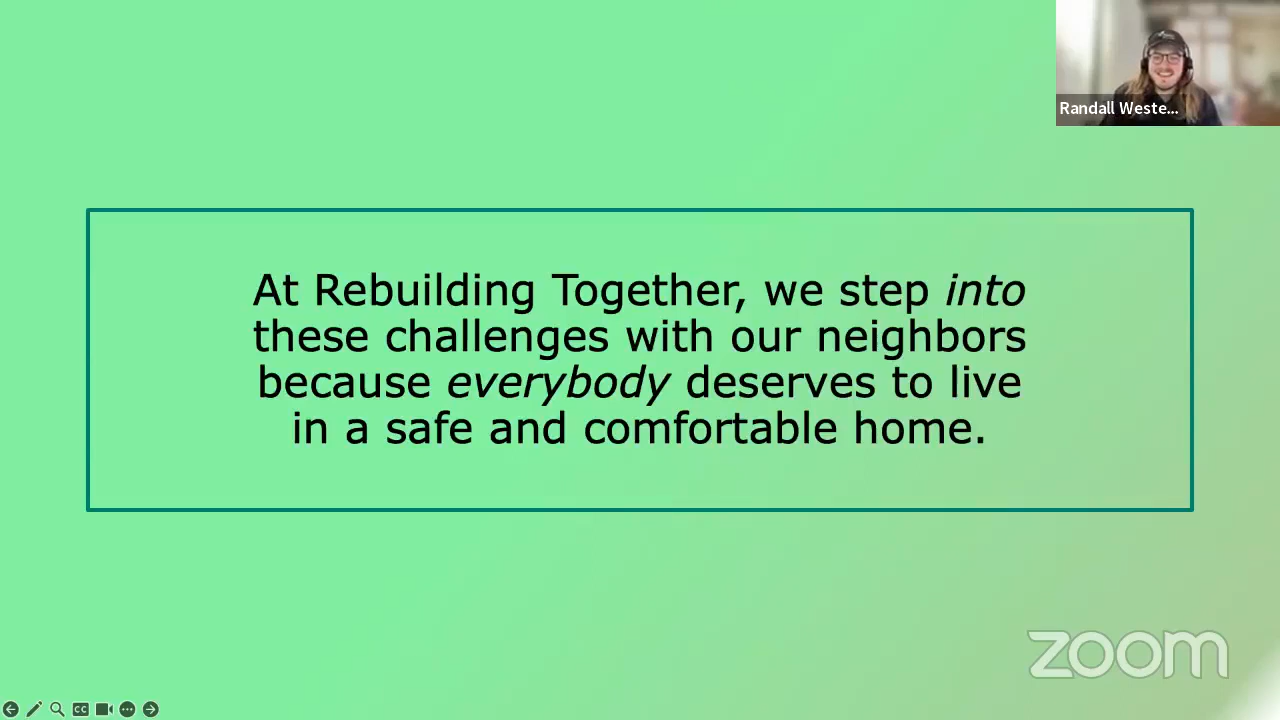 Randall Weste...
At Rebuilding Together, we step into
these challenges with our neighbors
because everybody deserves to live
in a safe and comfortable home.
zoom
CC